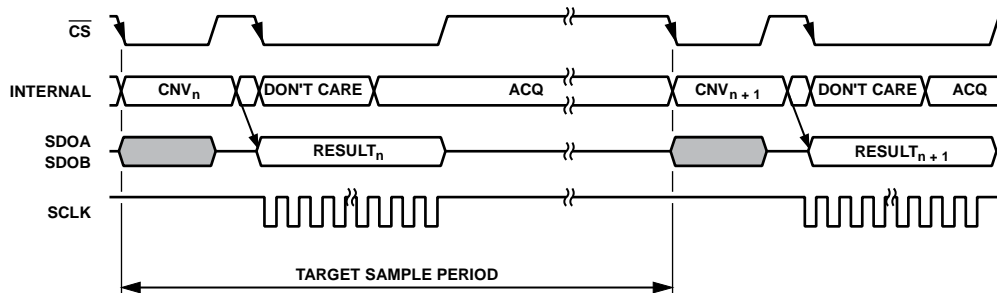 CS
INTERNAL CNVn DON'T CARE ACQ CNVn + 1 DON'T CARE ACQ
SDOA
SDOB
RESULTn RESULTn + 1
SCLK
TARGET SAMPLE PERIOD